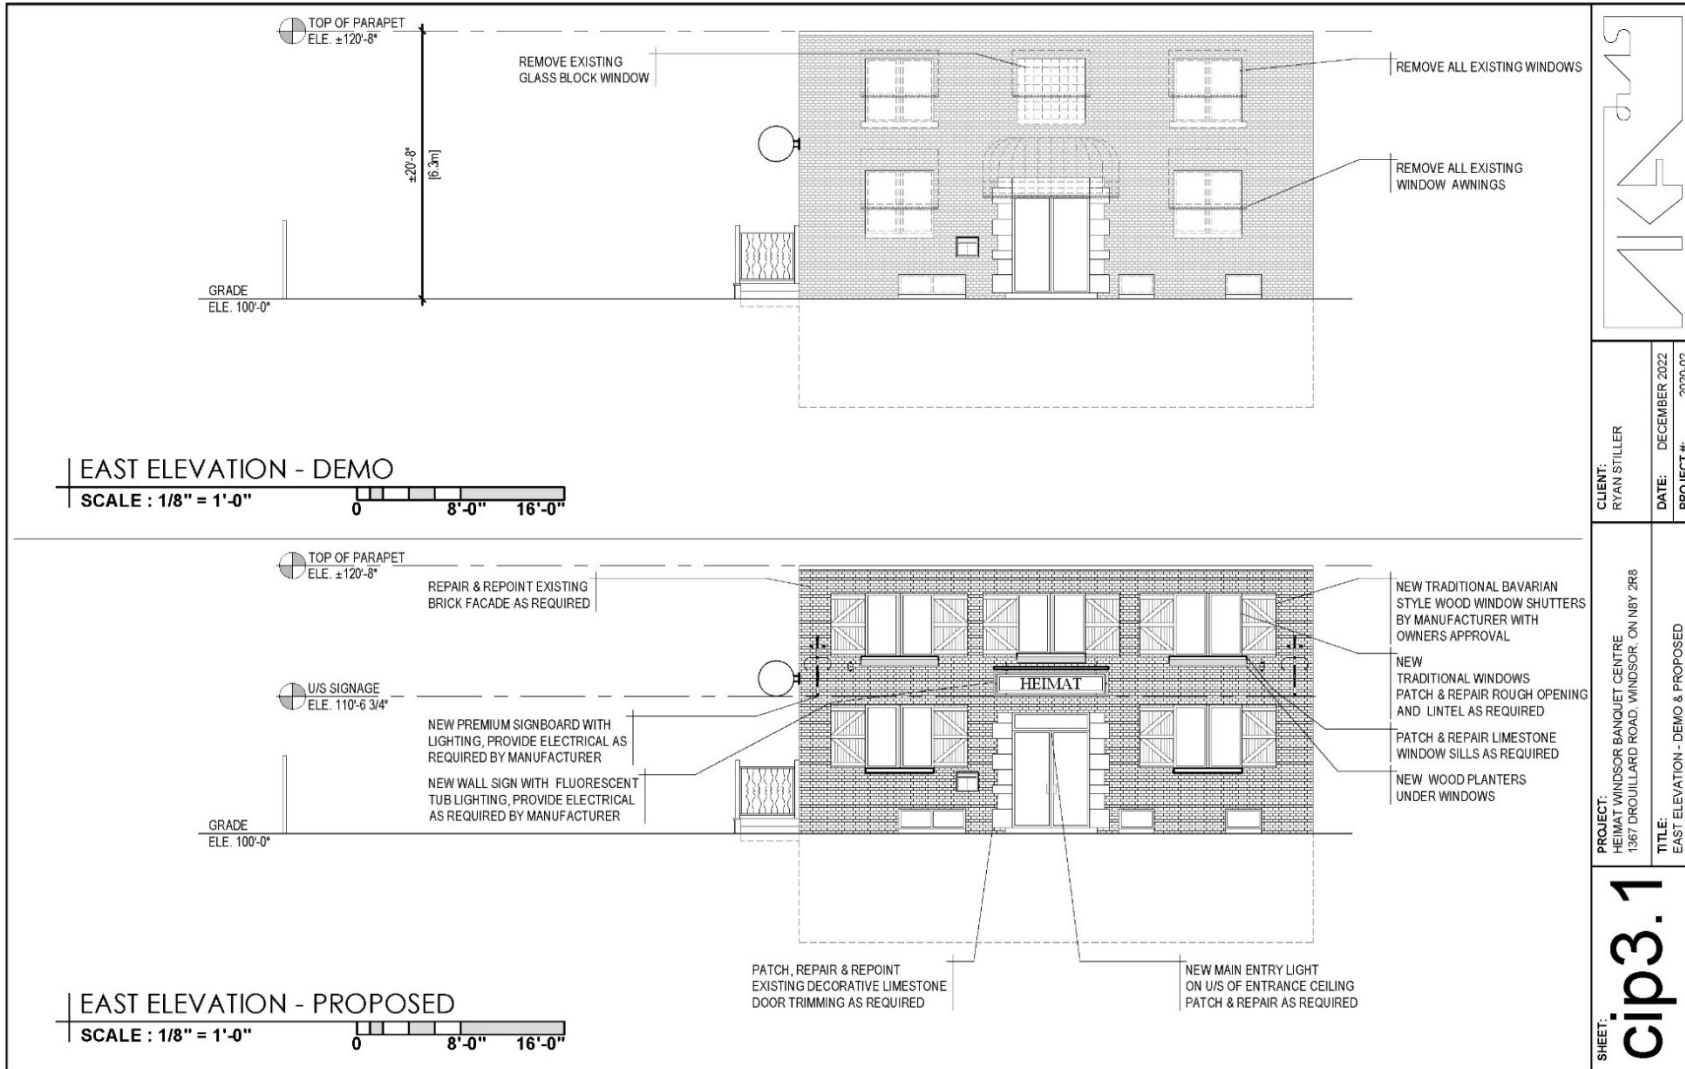 TOP OF PARAPET
ELE. ±120'-8"
REMOVE EXISTING
GLASS BLOCK WINDOW
REMOVE ALL EXISTING WINDOWS
±20'-8"
[6.3m]
REMOVE ALL EXISTING
WINDOW AWNINGS
GRADE
ELE. 100'-0"
EAST ELEVATION - DEMO
SCALE : 1/8" = 1'-0"
0 8'-0" 16'-0"
TOP OF PARAPET
ELE. ±120'-8"
REPAIR & REPOINT EXISTING
BRICK FACADE AS REQUIRED
NEW TRADITIONAL BAVARIAN
STYLE WOOD WINDOW SHUTTERS
BY MANUFACTURER WITH
OWNERS APPROVAL
NEW
TRADITIONAL WINDOWS
PATCH & REPAIR ROUGH OPENING
AND LINTEL AS REQUIRED
HEIMAT
U/S SIGNAGE
ELE. 110'-6 3/4"
NEW PREMIUM SIGNBOARD WITH
LIGHTING, PROVIDE ELECTRICAL AS
REQUIRED BY MANUFACTURER
PATCH & REPAIR LIMESTONE
WINDOW SILLS AS REQUIRED
NEW WALL SIGN WITH FLUORESCENT
TUB LIGHTING, PROVIDE ELECTRICAL
AS REQUIRED BY MANUFACTURER
NEW WOOD PLANTERS
UNDER WINDOWS
GRADE
ELE. 100'-0"
PATCH, REPAIR & REPOINT
EXISTING DECORATIVE LIMESTONE
DOOR TRIMMING AS REQUIRED
NEW MAIN ENTRY LIGHT
ON U/S OF ENTRANCE CEILING
PATCH & REPAIR AS REQUIRED
EAST ELEVATION - PROPOSED
SCALE : 1/8" = 1'-0"
0 8'-0" 16'-0"
CLIENT:
RYAN STILLER
DATE: DECEMBER 2022
PROJECT #: 2020-02
PROJECT:
HEIMAT WINDSOR BANQUET CENTRE
1367 DROUILLARD ROAD, WINDSOR, ON N8Y 2R8
TITLE:
EAST ELEVATION - DEMO & PROPOSED
SHEET:
cip3.1